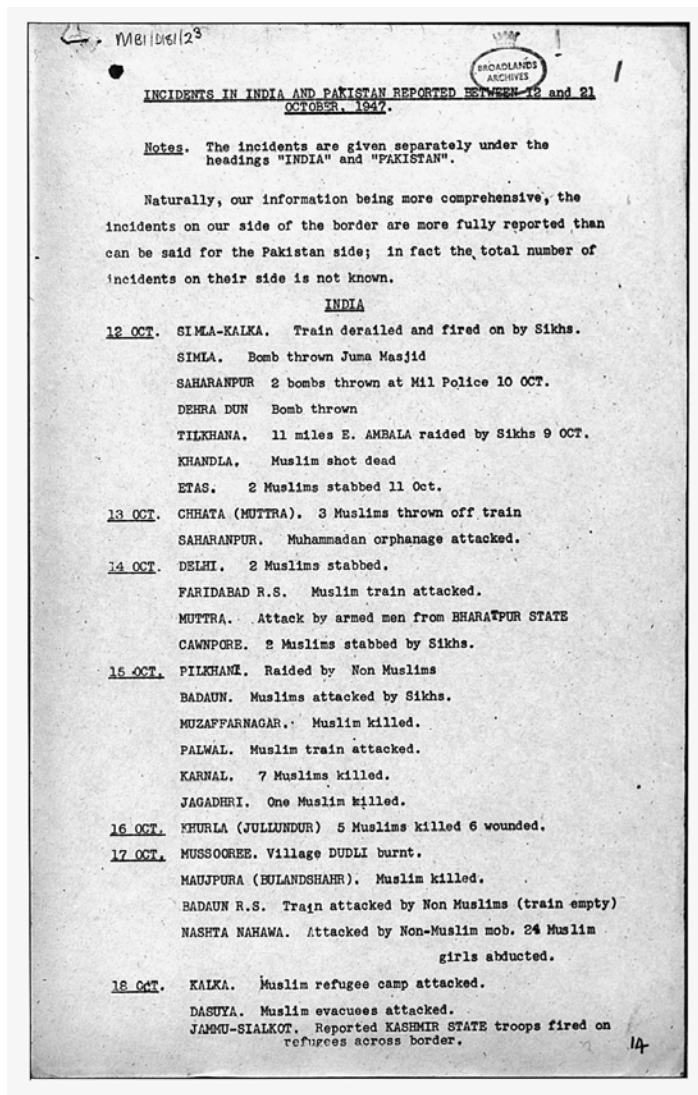 MB1/D181/23
BROADLANDS
ARCHIVES
1
INCIDENTS IN INDIA AND PAKISTAN REPORTED BETWEEN 12 and 21
OCTOBER, 1947.
Notes. The incidents are given separately under the
headings "INDIA" and "PAKISTAN".
Naturally, our information being more comprehensive, the
incidents on our side of the border are more fully reported than
can be said for the Pakistan side; in fact the total number of
incidents on their side is not known.
INDIA
12 OCT. SIMLA-KALKA. Train derailed and fired on by Sikhs.
SIMLA. Bomb thrown Juma Masjid
SAHARANPUR 2 bombs thrown at Mil Police 10 OCT.
DEHRA DUN Bomb thrown
TILKHANA. 11 miles E. AMBALA raided by Sikhs 9 OCT.
KHANDLA. Muslim shot dead
ETAS. 2 Muslims stabbed 11 Oct.
13 OCT. CHHATA (MUTTRA). 3 Muslims thrown off train
SAHARANPUR. Muhammadan orphanage attacked.
14 OCT. DELHI. 2 Muslims stabbed.
FARIDABAD R.S. Muslim train attacked.
MUTTRA. Attack by armed men from BHARATPUR STATE
CAWNPORE. 2 Muslims stabbed by Sikhs.
15 OCT. PILKHANI. Raided by Non Muslims
BADAUN. Muslims attacked by Sikhs.
MUZAFFARNAGAR. Muslim killed.
PALWAL. Muslim train attacked.
KARNAL. 7 Muslims killed.
JAGADHRI. One Muslim killed.
16 OCT. KHURLA (JULLUNDUR) 5 Muslims killed 6 wounded.
17 OCT. MUSSOOREE. Village DUDLI burnt.
MAUJPURA (BULANDSHAHR). Muslim killed.
BADAUN R.S. Train attacked by Non Muslims (train empty)
NASHTA NAHAWA. Attacked by Non-Muslim mob. 24 Muslim
girls abducted.
18 OCT. KALKA. Muslim refugee camp attacked.
DASUYA. Muslim evacuees attacked.
JAMMU-SIALKOT. Reported KASHMIR STATE troops fired on
refugees across border.
14